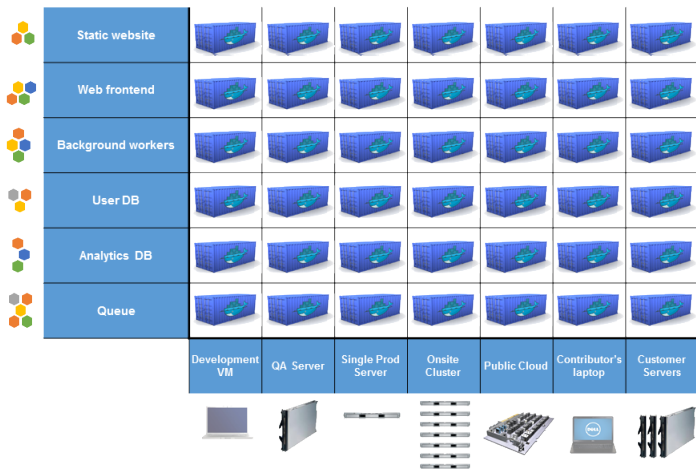 Static website
Web frontend
Background workers
User DB
Analytics DB
Queue
Development QA Server Single Prod Onsite Public Cloud Contributor's Customer
VM Server Cluster laptop Servers
DELL